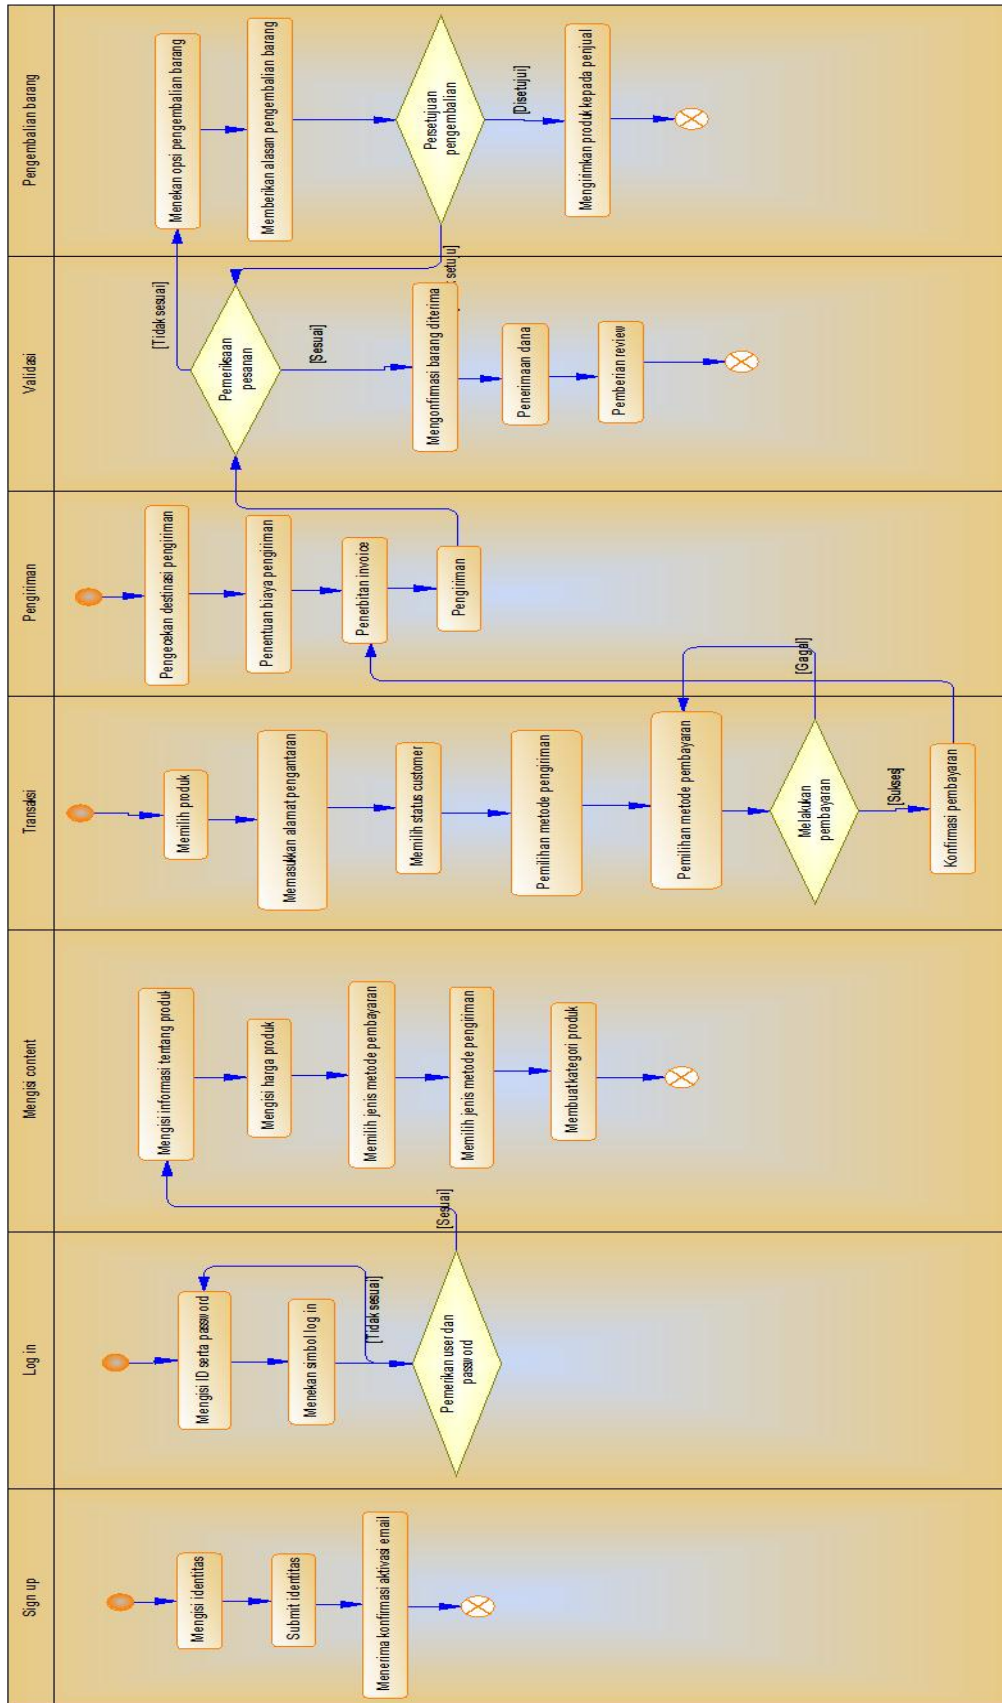 Sign up
Mengisi identitas
Submit identitas
Menerima konfirmasi aktivasi email
Log in
Mengisi ID serta password
Menekan simbol log in
[Tidak sesuai]
Pemerikan user dan
password
[Sesuai]
Mengisi content
Mengisi informasi tentang produk
Mengisi harga produk
Memilih jenis metode pembayaran
Memilih jenis metode pengiriman
Membuat kategori produk
Transaksi
Memilih produk
Memasukkan alamat pengantaran
Memilih status customer
Pemilihan metode pengiriman
Pemilihan metode pembayaran
Melakukan
pembayaran
[Gagal]
[Sukses]
Konfirmasi pembayaran
Pengiriman
Pengecekan destinasi pengiriman
Penentuan biaya pengiriman
Penerbitan invoice
Pengiriman
Validasi
[Tidak sesuai]
Pemeriksaan
pesanan
[Sesuai]
setuju]
Mengonfirmasi barang diterima
Penerimaan dana
Pemberian review
Pengembalian barang
Menekan opsi pengembalian barang
Memberikan alasan pengembalian barang
Persetujuan
pengembalian
[Disetujui]
Mengirimkan produk kepada penjual